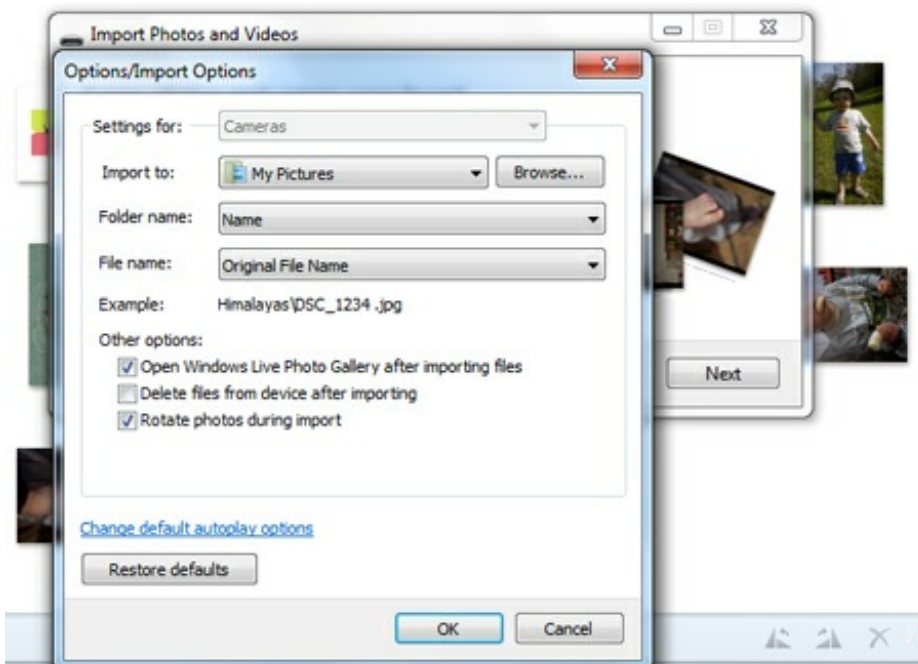 Import Photos and Videos
Options/Import Options
Settings for: Cameras
Import to: My Pictures Browse...
Folder name: Name
File name: Original File Name
Example: Himalayas\DSC_1234 .jpg
Other options:
Open Windows Live Photo Gallery after importing files
Delete files from device after importing
Rotate photos during import
Next
Change default autoplay options
Restore defaults
OK Cancel